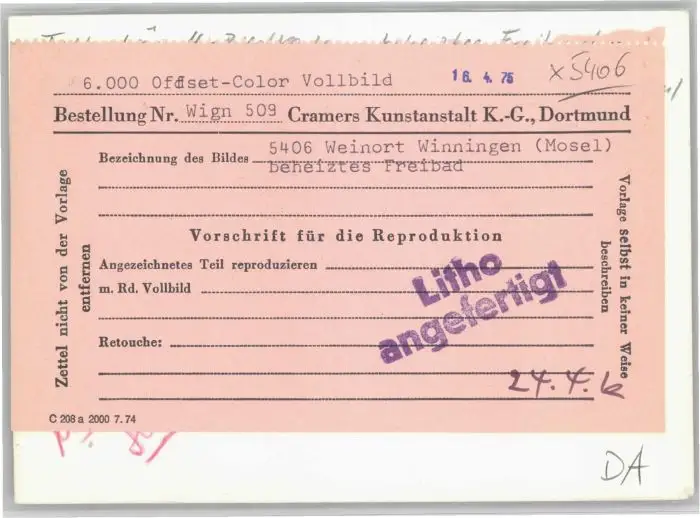 6.000 Offset-Color Vollbild
16. 4. 75
x5406
Bestellung Nr. Wign 509 Cramers Kunstanstalt K.-G., Dortmund
Bezeichnung des Bildes 5406 Weinort Winningen (Mosel)
beheiztes Freibad
Vorschrift für die Reproduktion
Angezeichnetes Teil reproduzieren
m. Rd. Vollbild
Retouche:
Litho
angefertigt
24.4.
C 208 a 2000 7. 74
Zettel nicht von der Vorlage
entfernen
Vorlage selbst in keiner Weise
beschreiben
DA